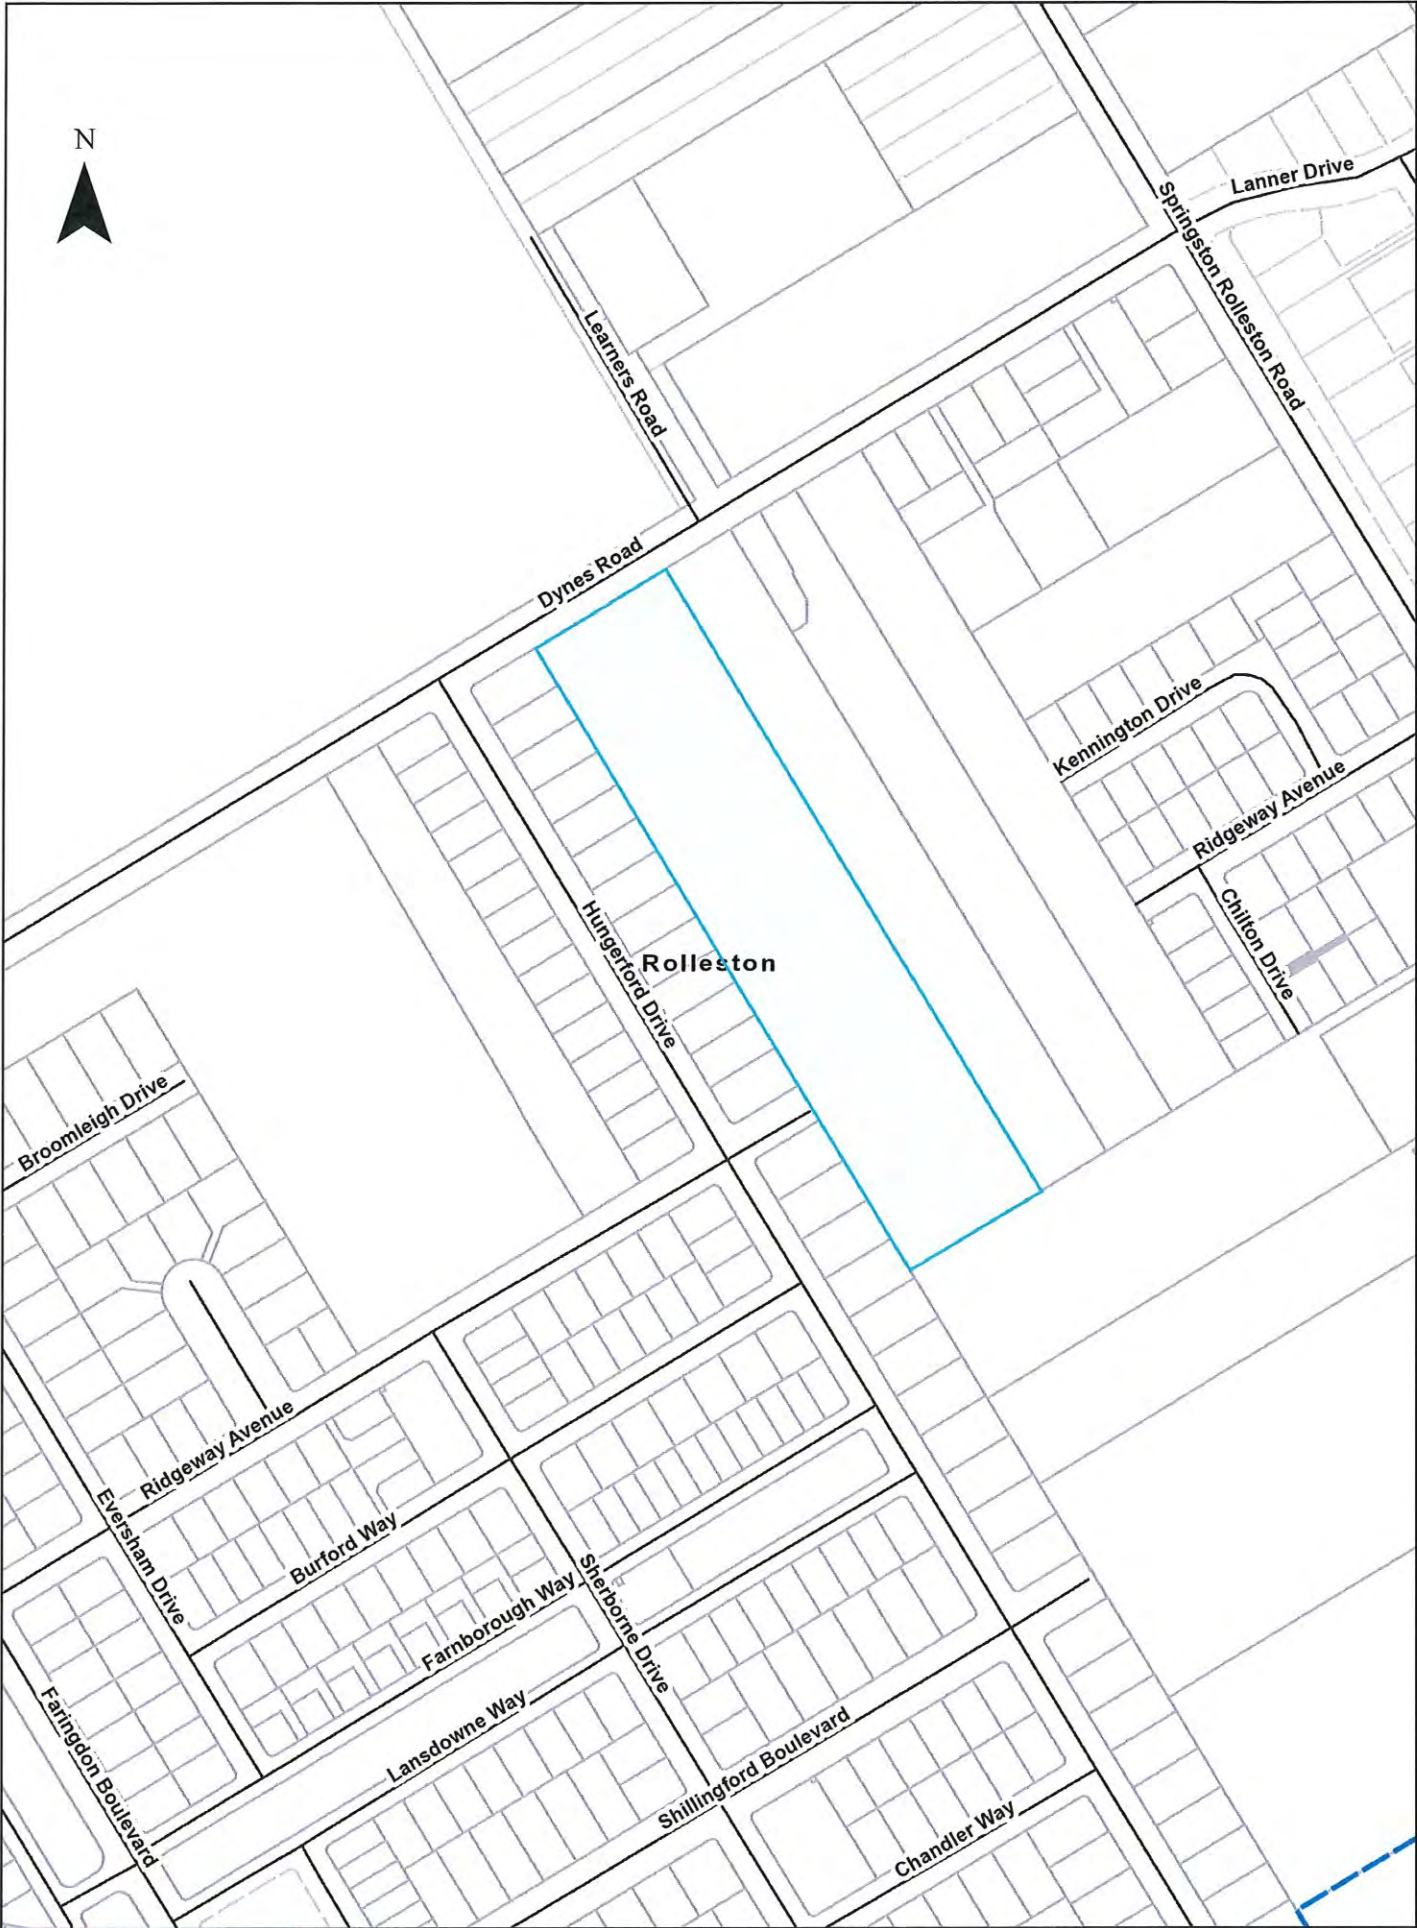 N
Lanner Drive
Springston Rolleston Road
Learners Road
Dynes Road
Kennington Drive
Ridgeway Avenue
Chilton Drive
Hungerford Drive
Rolleston
Broomleigh Drive
Ridgeway Avenue
Eversham Drive
Burford Way
Farnborough Way
Sherborne Drive
Faringdon Boulevard
Lansdowne Way
Shillingford Boulevard
Chandler Way